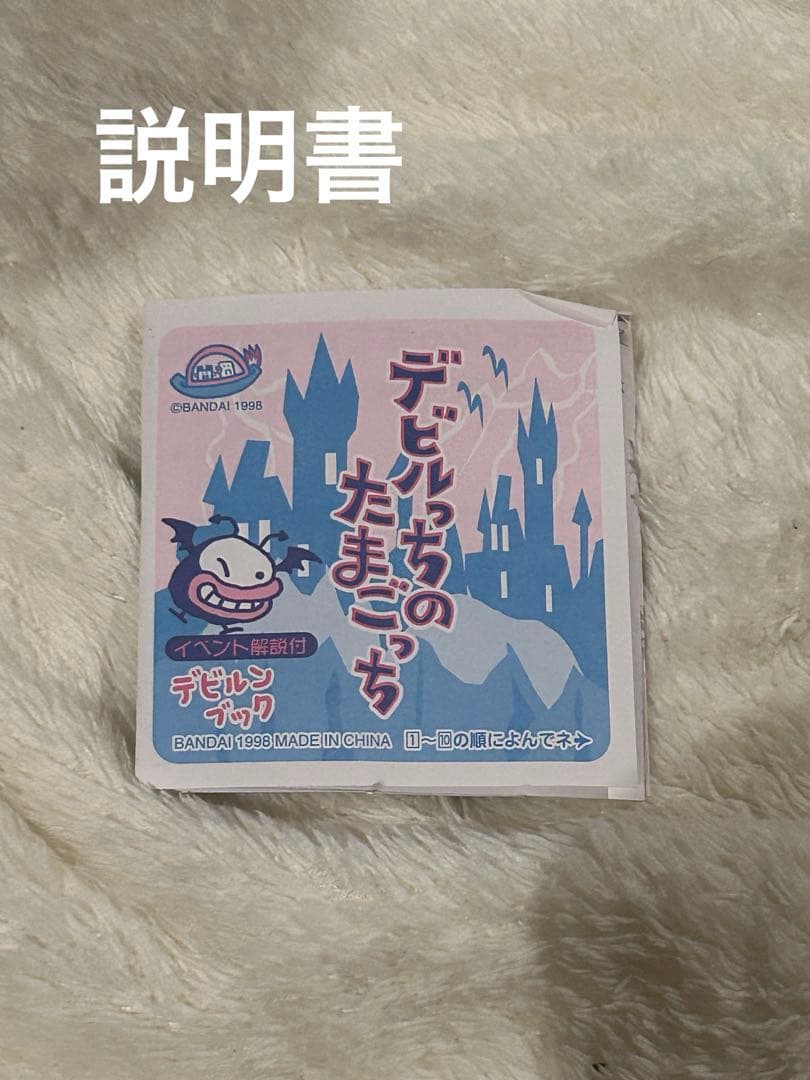 説明書
©BANDAI 1998
デビルっちの
たまごっち
イベント解説付
デビルン
ブック
BANDAI 1998 MADE IN CHINA 1～10の順によんでネ→